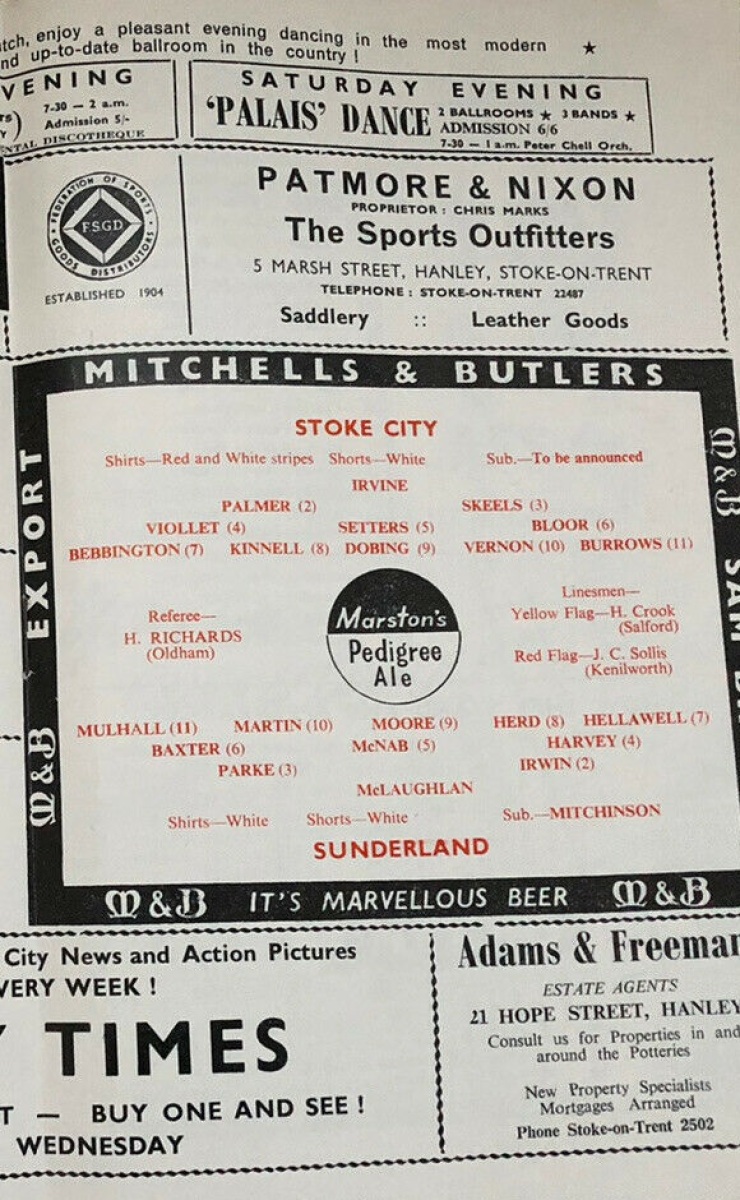 tch, enjoy a pleasant evening dancing in the most modern ★
nd up-to-date ballroom in the country !
VENING
7-30 — 2 a.m.
Admission 5/-
NTAL DISCOTHEQUE
SATURDAY EVENING
'PALAIS' DANCE
2 BALLROOMS ★ 3 BANDS ★
ADMISSION 6/6
7-30 — 1 a.m. Peter Chell Orch.
FEDERATION OF SPORTS
FSGD
GOODS DISTRIBUTORS
ESTABLISHED 1904
PATMORE & NIXON
PROPRIETOR : CHRIS MARKS
The Sports Outfitters
5 MARSH STREET, HANLEY, STOKE-ON-TRENT
TELEPHONE : STOKE-ON-TRENT 22487
Saddlery :: Leather Goods
MITCHELLS & BUTLERS
M&B EXPORT
STOKE CITY
Shirts—Red and White stripes Shorts—White Sub.—To be announced
IRVINE
PALMER (2) SKEELS (3)
VIOLLET (4) SETTERS (5) BLOOR (6)
BEBBINGTON (7) KINNELL (8) DOBING (9) VERNON (10) BURROWS (11)
Referee—
H. RICHARDS
(Oldham)
Marston's
Pedigree
Ale
Linesmen—
Yellow Flag—H. Crook
(Salford)
Red Flag—J. C. Sollis
(Kenilworth)
MULHALL (11) MARTIN (10) MOORE (9) HERD (8) HELLAWELL (7)
BAXTER (6) McNAB (5) HARVEY (4)
PARKE (3) IRWIN (2)
McLAUGHLAN
Shirts—White Shorts—White Sub.—MITCHINSON
SUNDERLAND
M&B SAM
M&B IT'S MARVELLOUS BEER M&B
City News and Action Pictures
VERY WEEK !
TIMES
T — BUY ONE AND SEE !
WEDNESDAY
Adams & Freeman
ESTATE AGENTS
21 HOPE STREET, HANLEY
Consult us for Properties in and
around the Potteries
New Property Specialists
Mortgages Arranged
Phone Stoke-on-Trent 2502